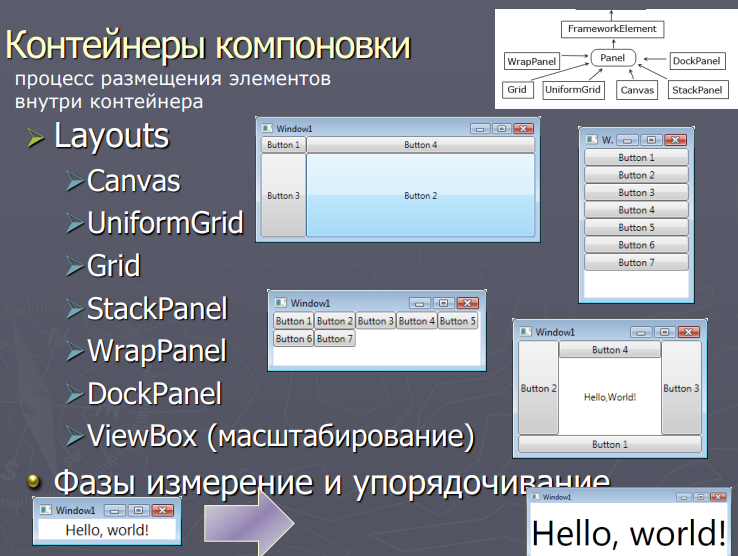 Контейнеры компоновки
процесс размещения элементов
внутри контейнера
FrameworkElement
WrapPanel
Panel
DockPanel
Grid
UniformGrid
Canvas
StackPanel
Layouts
Canvas
UniformGrid
Grid
StackPanel
WrapPanel
DockPanel
ViewBox (масштабирование)
Фазы измерение и упорядочивание
Window1
Button 1
Button 4
Button 3
Button 2
W..
Button 1
Button 2
Button 3
Button 4
Button 5
Button 6
Button 7
Window1
Button 1 Button 2 Button 3 Button 4 Button 5
Button 6 Button 7
Window1
Button 4
Button 2
Hello,World!
Button 3
Button 1
Window1
Hello, world!
Window1
Hello, world!